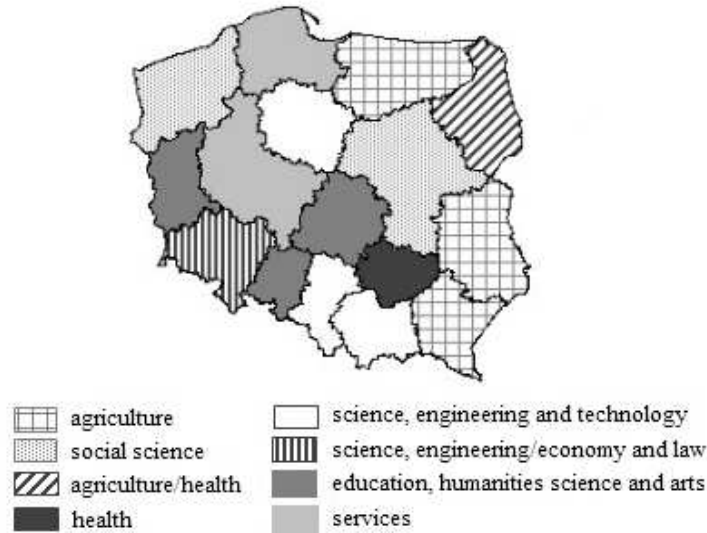 agriculture
social science
agriculture/health
health
science, engineering and technology
science, engineering/economy and law
education, humanities science and arts
services